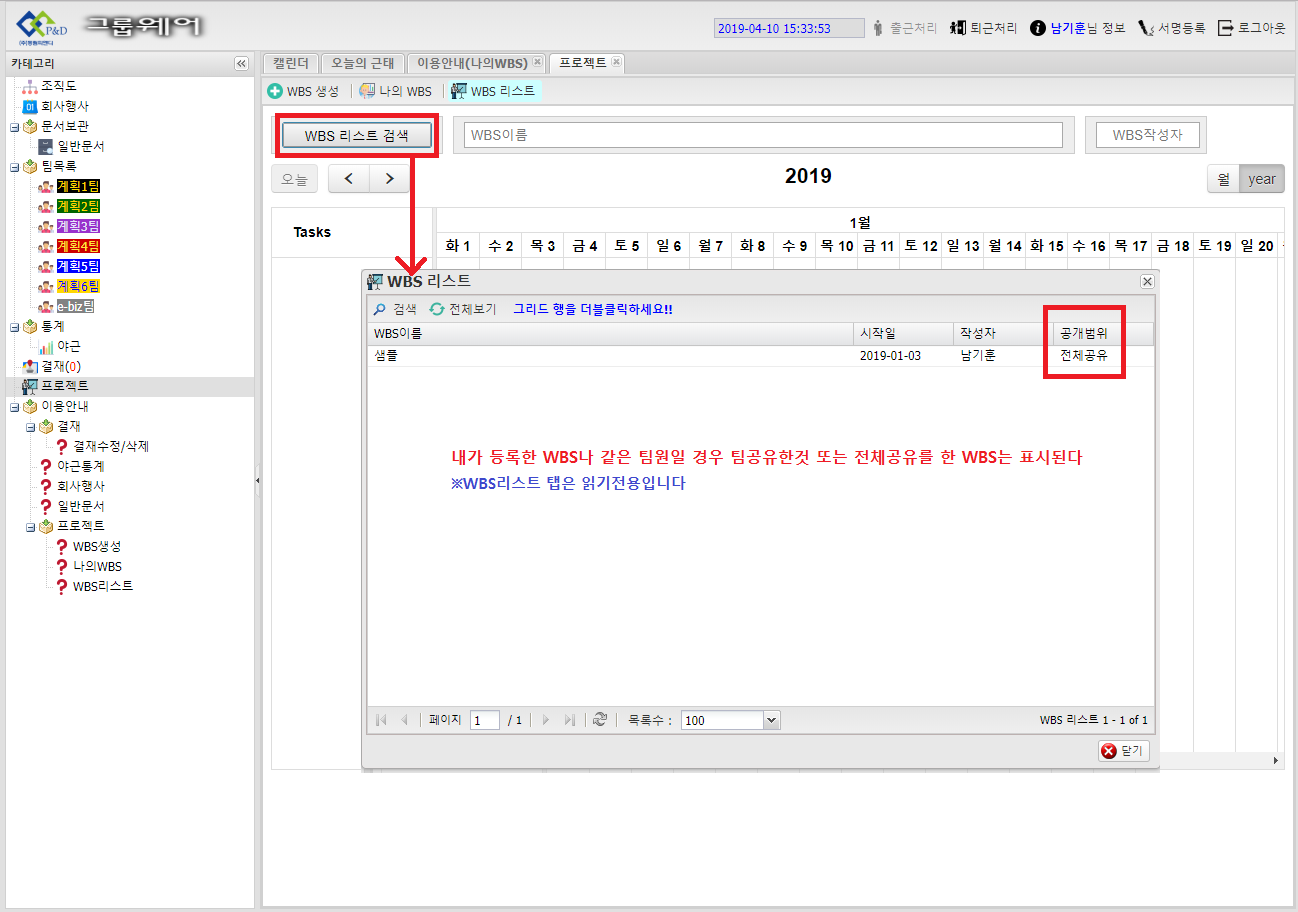 P&D
(주)평화피앤디
그룹웨어
2019-04-10 15:33:53
출근처리
퇴근처리
남기훈님 정보
서명등록
로그아웃
카테고리
조직도
01 회사행사
문서보관
일반문서
팀목록
계획1팀
계획2팀
계획3팀
계획4팀
계획5팀
계획6팀
e-biz팀
통계
야근
결재(0)
프로젝트
이용안내
결재
결재수정/삭제
야근통계
회사행사
일반문서
프로젝트
WBS생성
나의WBS
WBS리스트
캘린더
오늘의 근태
이용안내(나의WBS)
프로젝트
WBS 생성
나의 WBS
WBS 리스트
WBS 리스트 검색
WBS이름
WBS작성자
오늘
<
>
2019
월
year
Tasks
1월
화 1 수 2 목 3 금 4 토 5 일 6 월 7 화 8 수 9 목 10 금 11 토 12 일 13 월 14 화 15 수 16 목 17 금 18 토 19 일 20
WBS 리스트
검색
전체보기
그리드 행을 더블클릭하세요!!
WBS이름 시작일 작성자 공개범위
샘플 2019-01-03 남기훈 전체공유
내가 등록한 WBS나 같은 팀원일 경우 팀공유한것 또는 전체공유를 한 WBS는 표시된다
※WBS리스트 탭은 읽기전용입니다
페이지 1 / 1
목록수 : 100
WBS 리스트 1 - 1 of 1
닫기